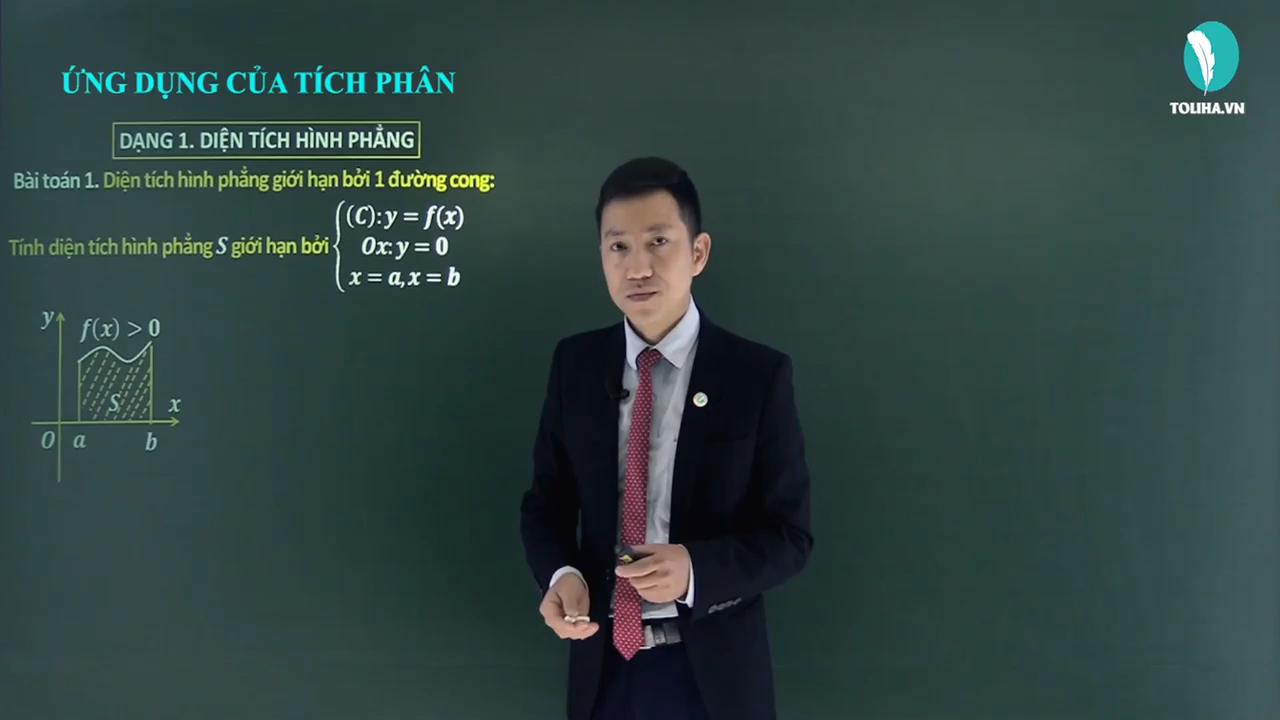 ỨNG DỤNG CỦA TÍCH PHÂN
TOLIHA.VN
DẠNG 1. DIỆN TÍCH HÌNH PHẲNG
Bài toán 1. Diện tích hình phẳng giới hạn bởi 1 đường cong:
Tính diện tích hình phẳng S giới hạn bởi
(C): y = f(x)
Ox: y = 0
x = a, x = b
y
f(x) > 0
S
x
O a b